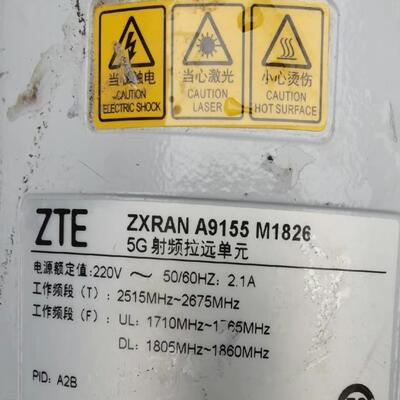 当心触电
CAUTION
ELECTRIC SHOCK
当心激光
CAUTION
LASER
小心烫伤
CAUTION
HOT SURFACE
ZTE
ZXRAN A9155 M1826
5G 射频拉远单元
电源额定值:220V ～ 50/60HZ; 2.1A
工作频段（T）: 2515MHz~2675MHz
工作频段（F）: UL: 1710MHz~1765MHz
DL: 1805MHz~1860MHz
PID: A2B